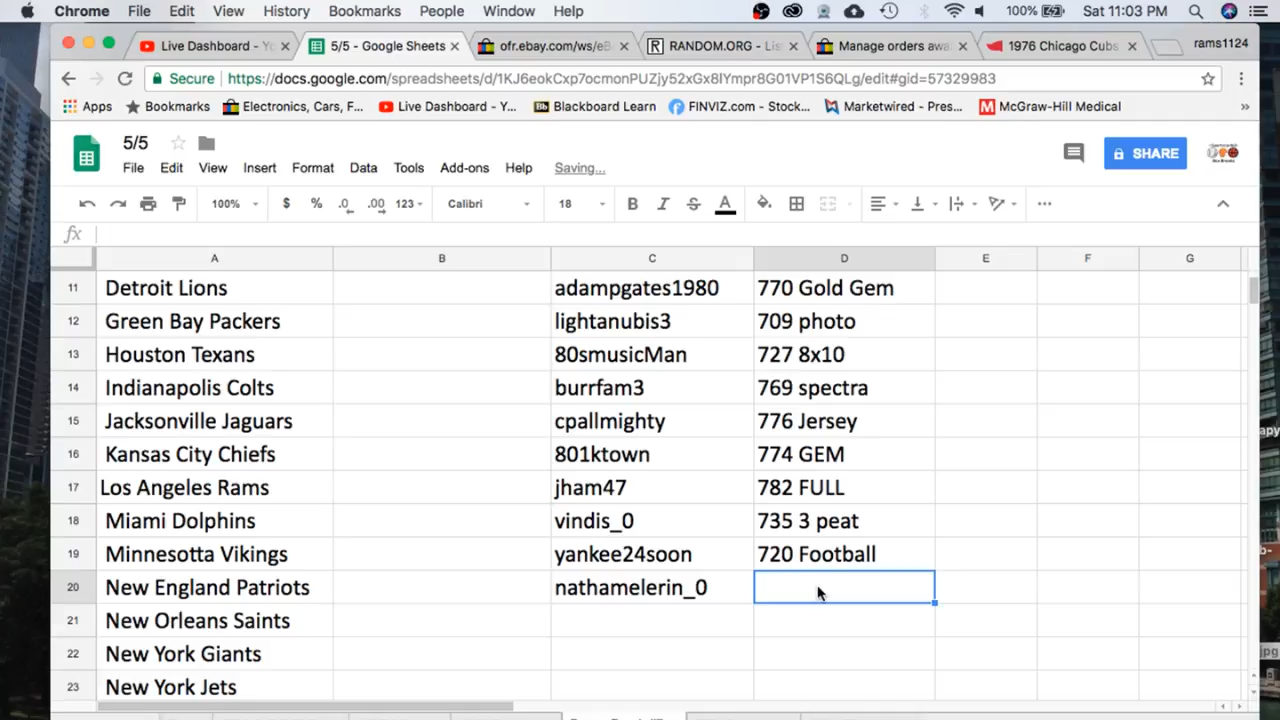 Chrome File Edit View History Bookmarks People Window Help 100% Sat 11:03 PM
Live Dashboard - Yo 5/5 - Google Sheets ofr.ebay.com/ws/eB RANDOM.ORG - Lis Manage orders awa 1976 Chicago Cubs rams1124
Secure https://docs.google.com/spreadsheets/d/1KJ6eokCxp7ocmonPUZjy52xGx8IYmpr8G01VP1S6QLg/edit#gid=57329983
Apps Bookmarks Electronics, Cars, F... Live Dashboard - Y... Blackboard Learn FINVIZ.com - Stock... Marketwired - Pres... McGraw-Hill Medical »
5/5
File Edit View Insert Format Data Tools Add-ons Help Saving...
SHARE
100% $ % .0 .00 123 Calibri 18 B I S A
fx
A B C D E F G
11 Detroit Lions adampgates1980 770 Gold Gem
12 Green Bay Packers lightanubis3 709 photo
13 Houston Texans 80smusicMan 727 8x10
14 Indianapolis Colts burrfam3 769 spectra
15 Jacksonville Jaguars cpallmighty 776 Jersey
16 Kansas City Chiefs 801ktown 774 GEM
17 Los Angeles Rams jham47 782 FULL
18 Miami Dolphins vindis_0 735 3 peat
19 Minnesotta Vikings yankee24soon 720 Football
20 New England Patriots nathamelerin_0
21 New Orleans Saints
22 New York Giants
23 New York Jets